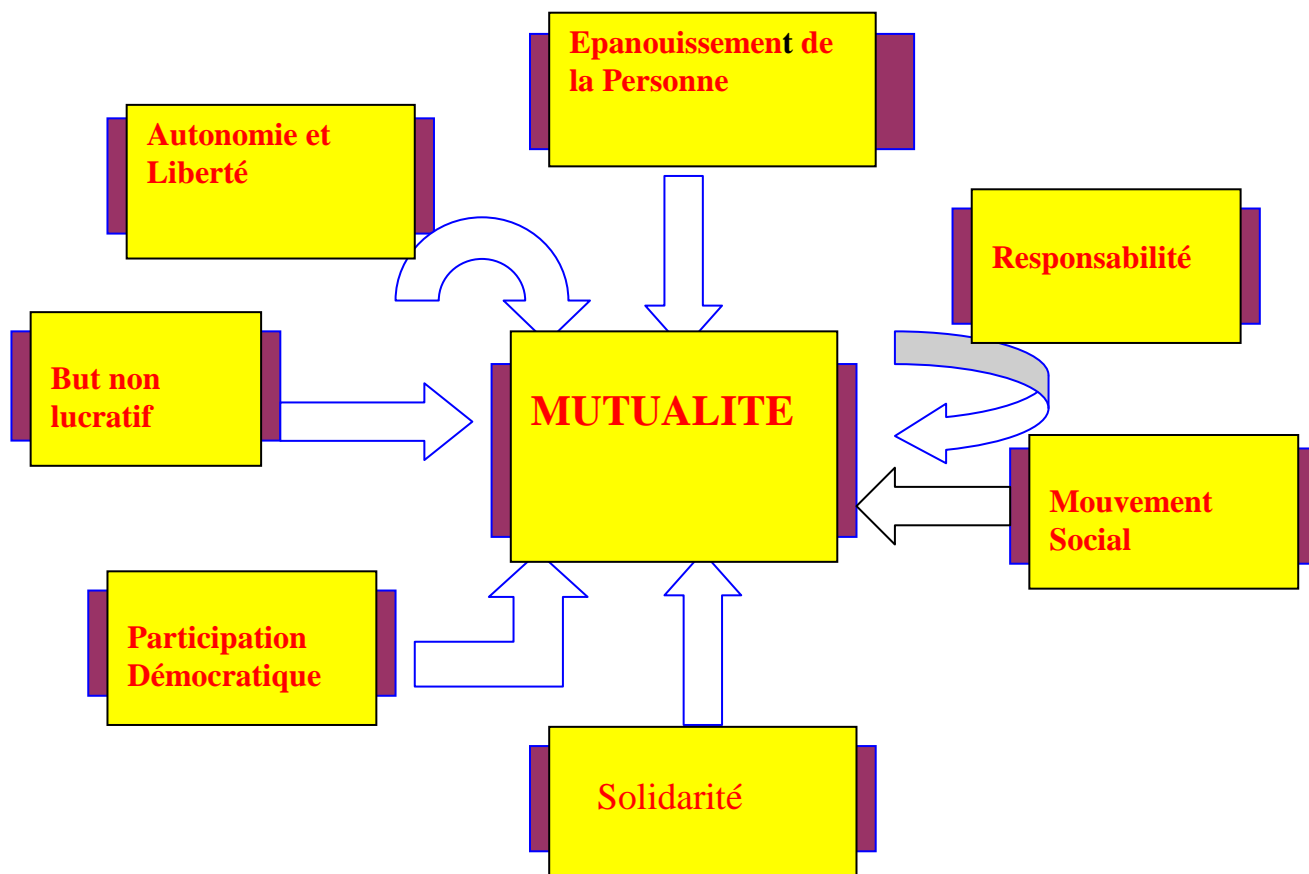 Epanouissement de
la Personne
Autonomie et
Liberté
Responsabilité
But non
lucratif
MUTUALITE
Mouvement
Social
Participation
Démocratique
Solidarité